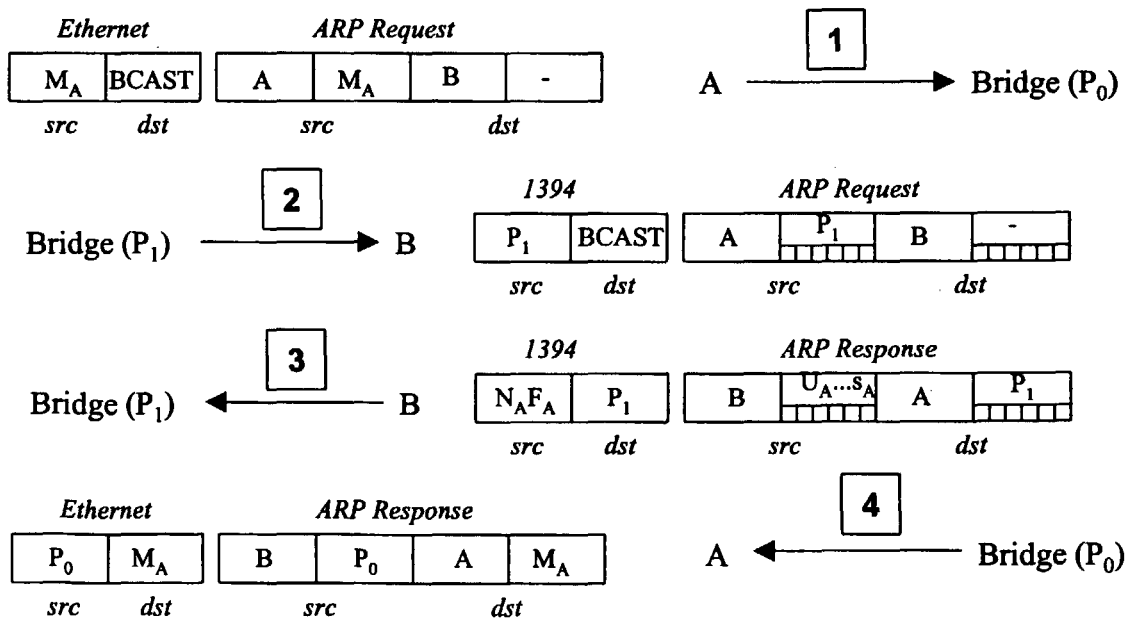 Ethernet ARP Request
M_A BCAST A M_A B -
src dst src dst
1
A Bridge (P_0)
2
Bridge (P_1) B
1394 ARP Request
P_1 BCAST A P_1 B -
src dst src dst
3
Bridge (P_1) B
1394 ARP Response
N_AF_A P_1 B U_A...s_A A P_1
src dst src dst
Ethernet ARP Response
P_0 M_A B P_0 A M_A
src dst src dst
4
A Bridge (P_0)